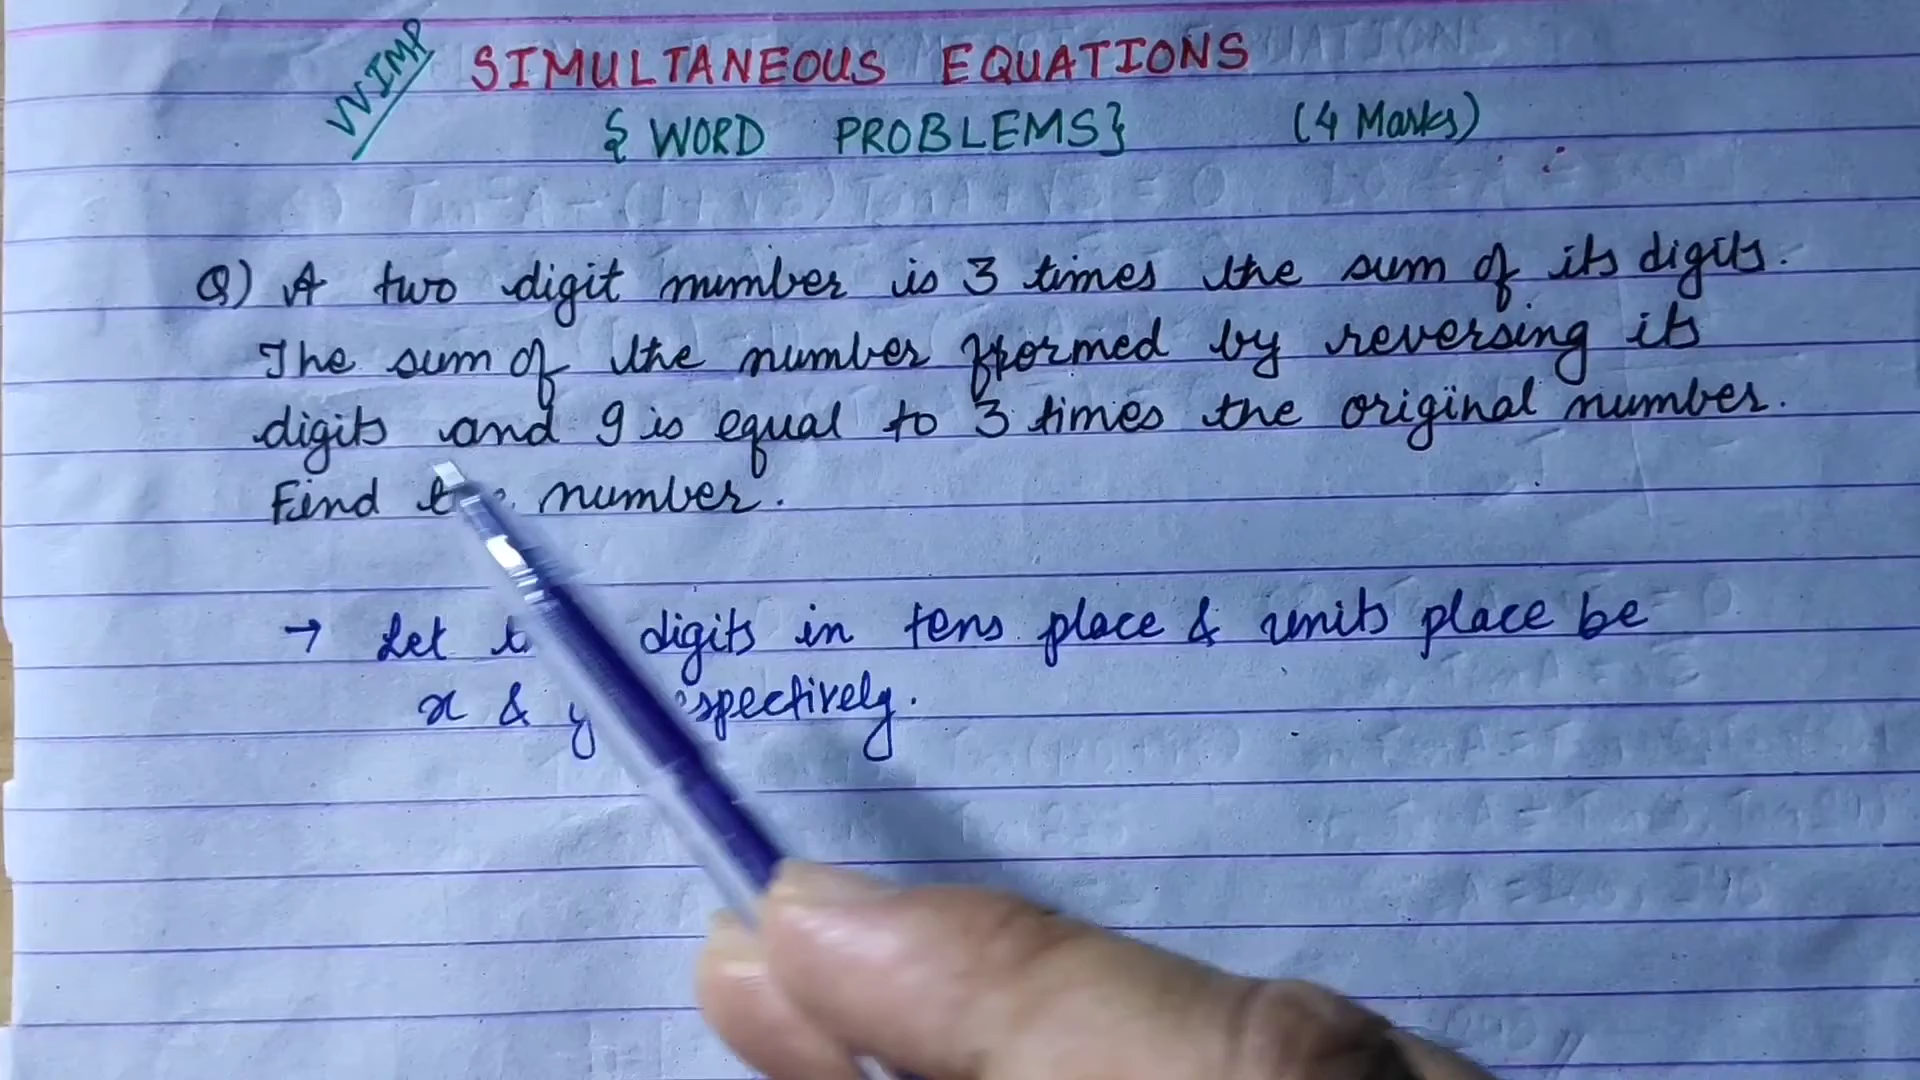 VVIMP
SIMULTANEOUS EQUATIONS
{WORD PROBLEMS} (4 Marks)
Q) A two digit number is 3 times the sum of its digits.
The sum of the number formed by reversing its
digits and 9 is equal to 3 times the original number.
Find number.
→ Let digits in tens place & units place be
x & y respectively.